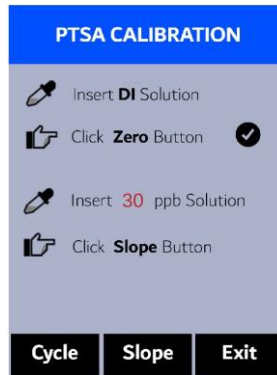 PTSA CALIBRATION
Insert DI Solution
Click Zero Button
Insert 30 ppb Solution
Click Slope Button
Cycle Slope Exit